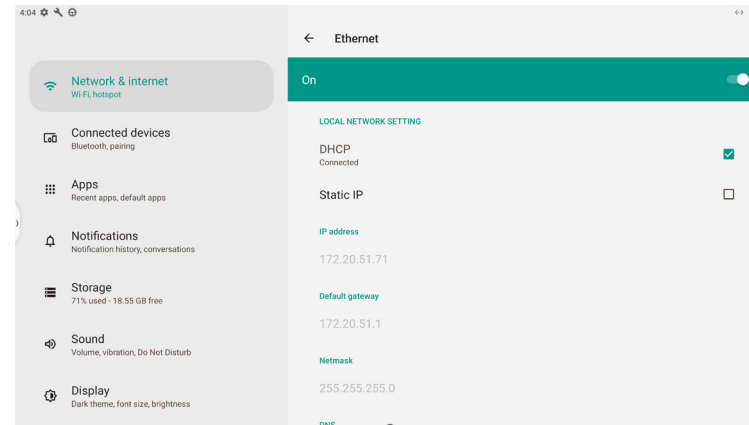 4:04
Ethernet
On
Network & internet
Wi-Fi, hotspot
Connected devices
Bluetooth, pairing
Apps
Recent apps, default apps
Notifications
Notification history, conversations
Storage
71% used - 18.55 GB free
Sound
Volume, vibration, Do Not Disturb
Display
Dark theme, font size, brightness
LOCAL NETWORK SETTING
DHCP
Connected
Static IP
IP address
172.20.51.71
Default gateway
172.20.51.1
Netmask
255.255.255.0
DNS